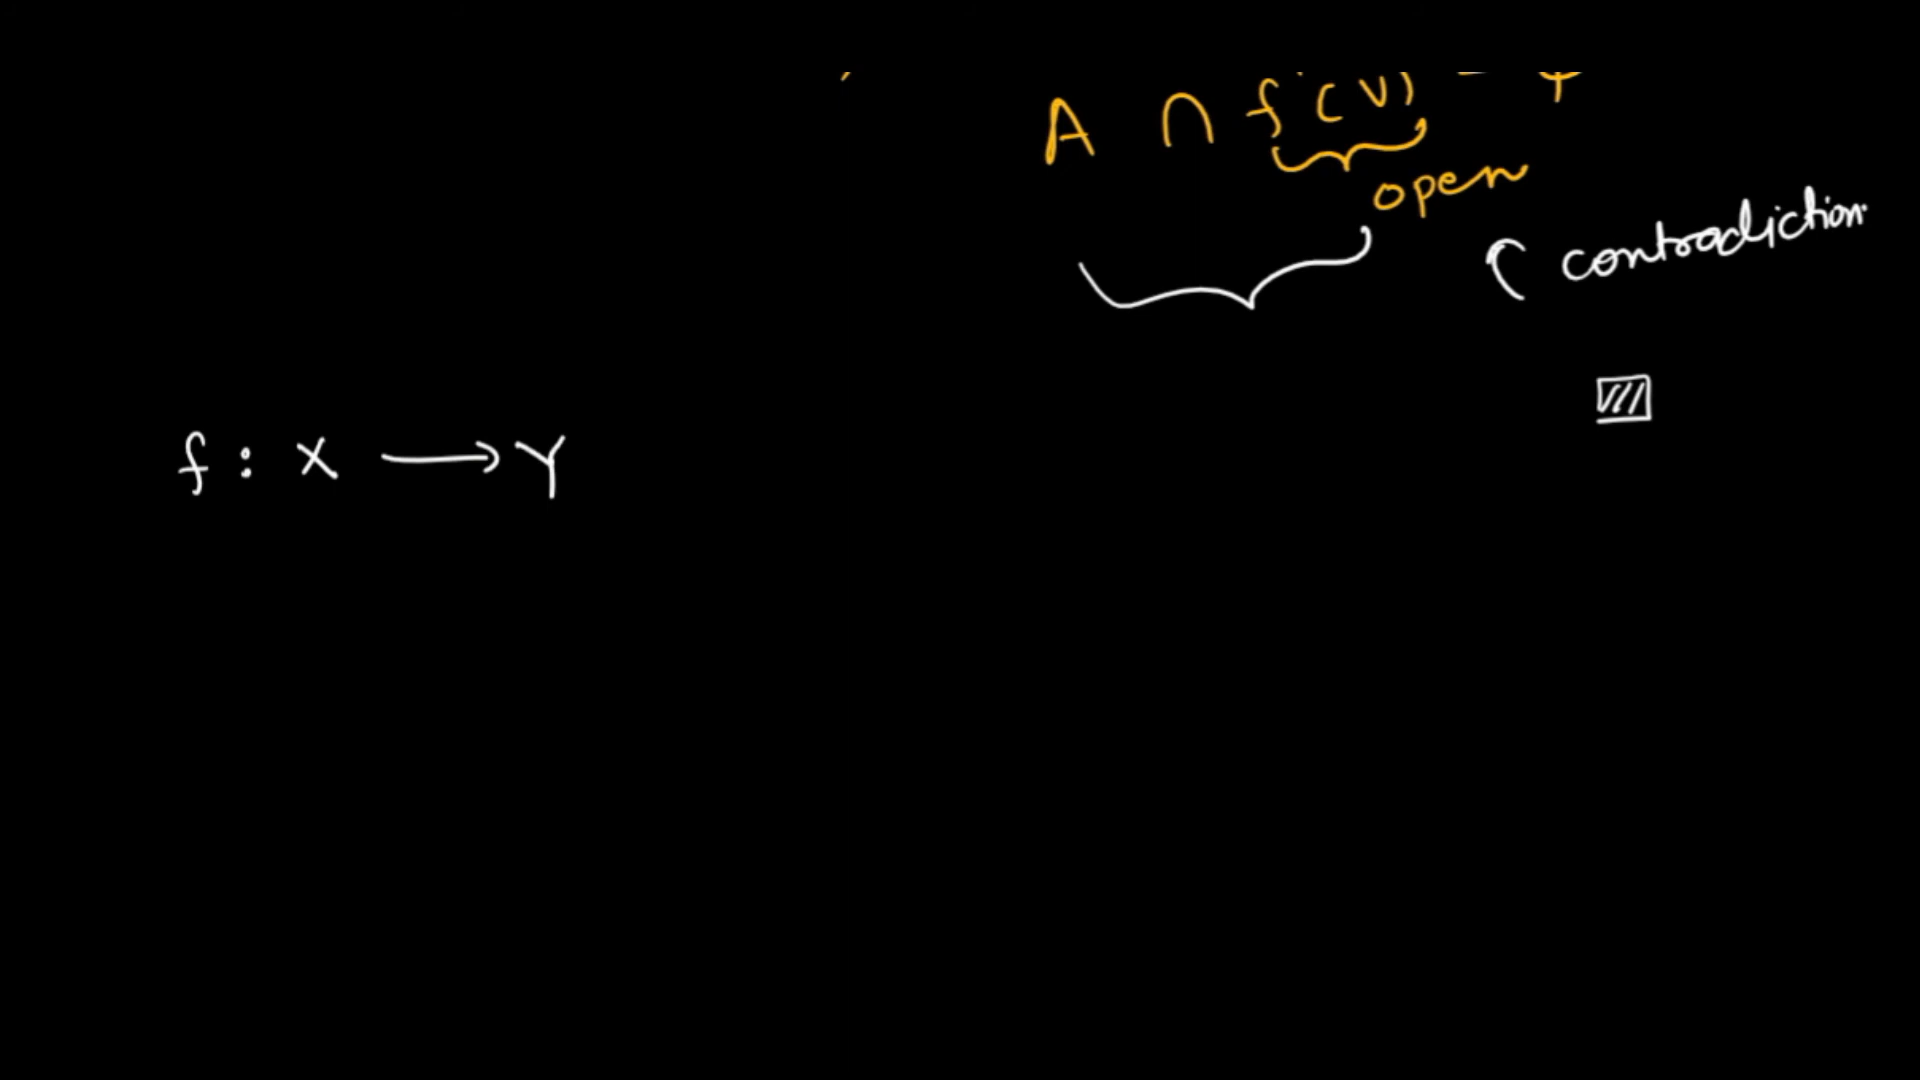 A ∩ f⁻¹(V) = φ
open
(contradiction.
f : X ⟶ Y